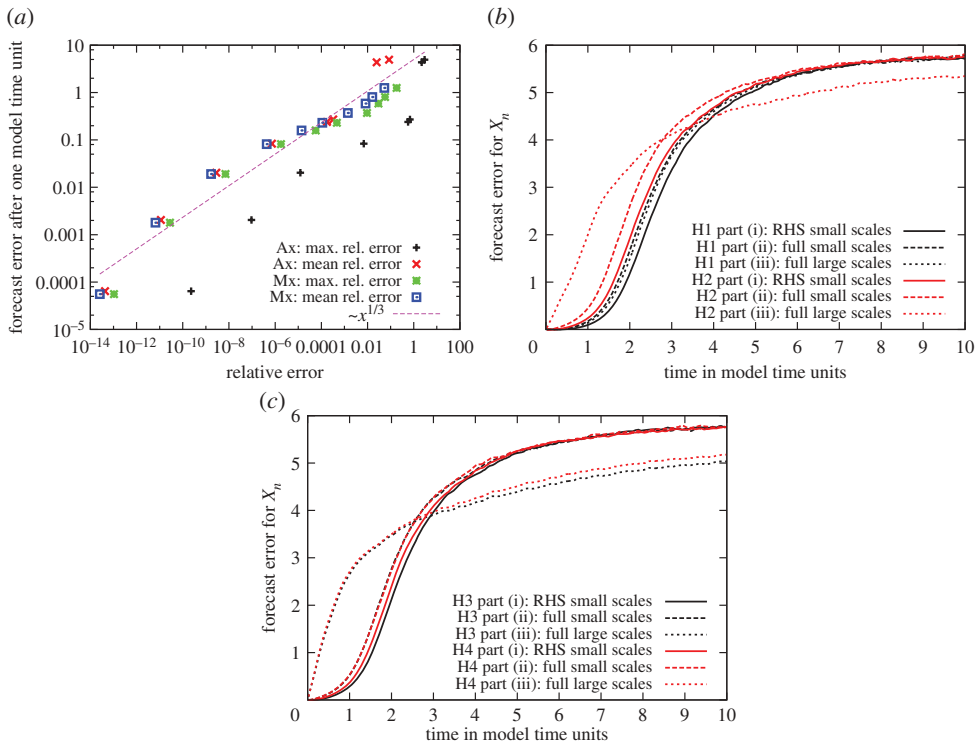 (a)
forecast error after one model time unit
10
1
0.1
0.01
0.001
0.0001
10⁻⁵
10⁻¹⁴ 10⁻¹² 10⁻¹⁰ 10⁻⁸ 10⁻⁶ 0.0001 0.01 1 100
relative error
Ax: max. rel. error
Ax: mean rel. error
Mx: max. rel. error
Mx: mean rel. error
~x^1/3
(b)
forecast error for Xₙ
6
5
4
3
2
1
0 1 2 3 4 5 6 7 8 9 10
time in model time units
H1 part (i): RHS small scales
H1 part (ii): full small scales
H1 part (iii): full large scales
H2 part (i): RHS small scales
H2 part (ii): full small scales
H2 part (iii): full large scales
(c)
forecast error for Xₙ
6
5
4
3
2
1
0 1 2 3 4 5 6 7 8 9 10
time in model time units
H3 part (i): RHS small scales
H3 part (ii): full small scales
H3 part (iii): full large scales
H4 part (i): RHS small scales
H4 part (ii): full small scales
H4 part (iii): full large scales